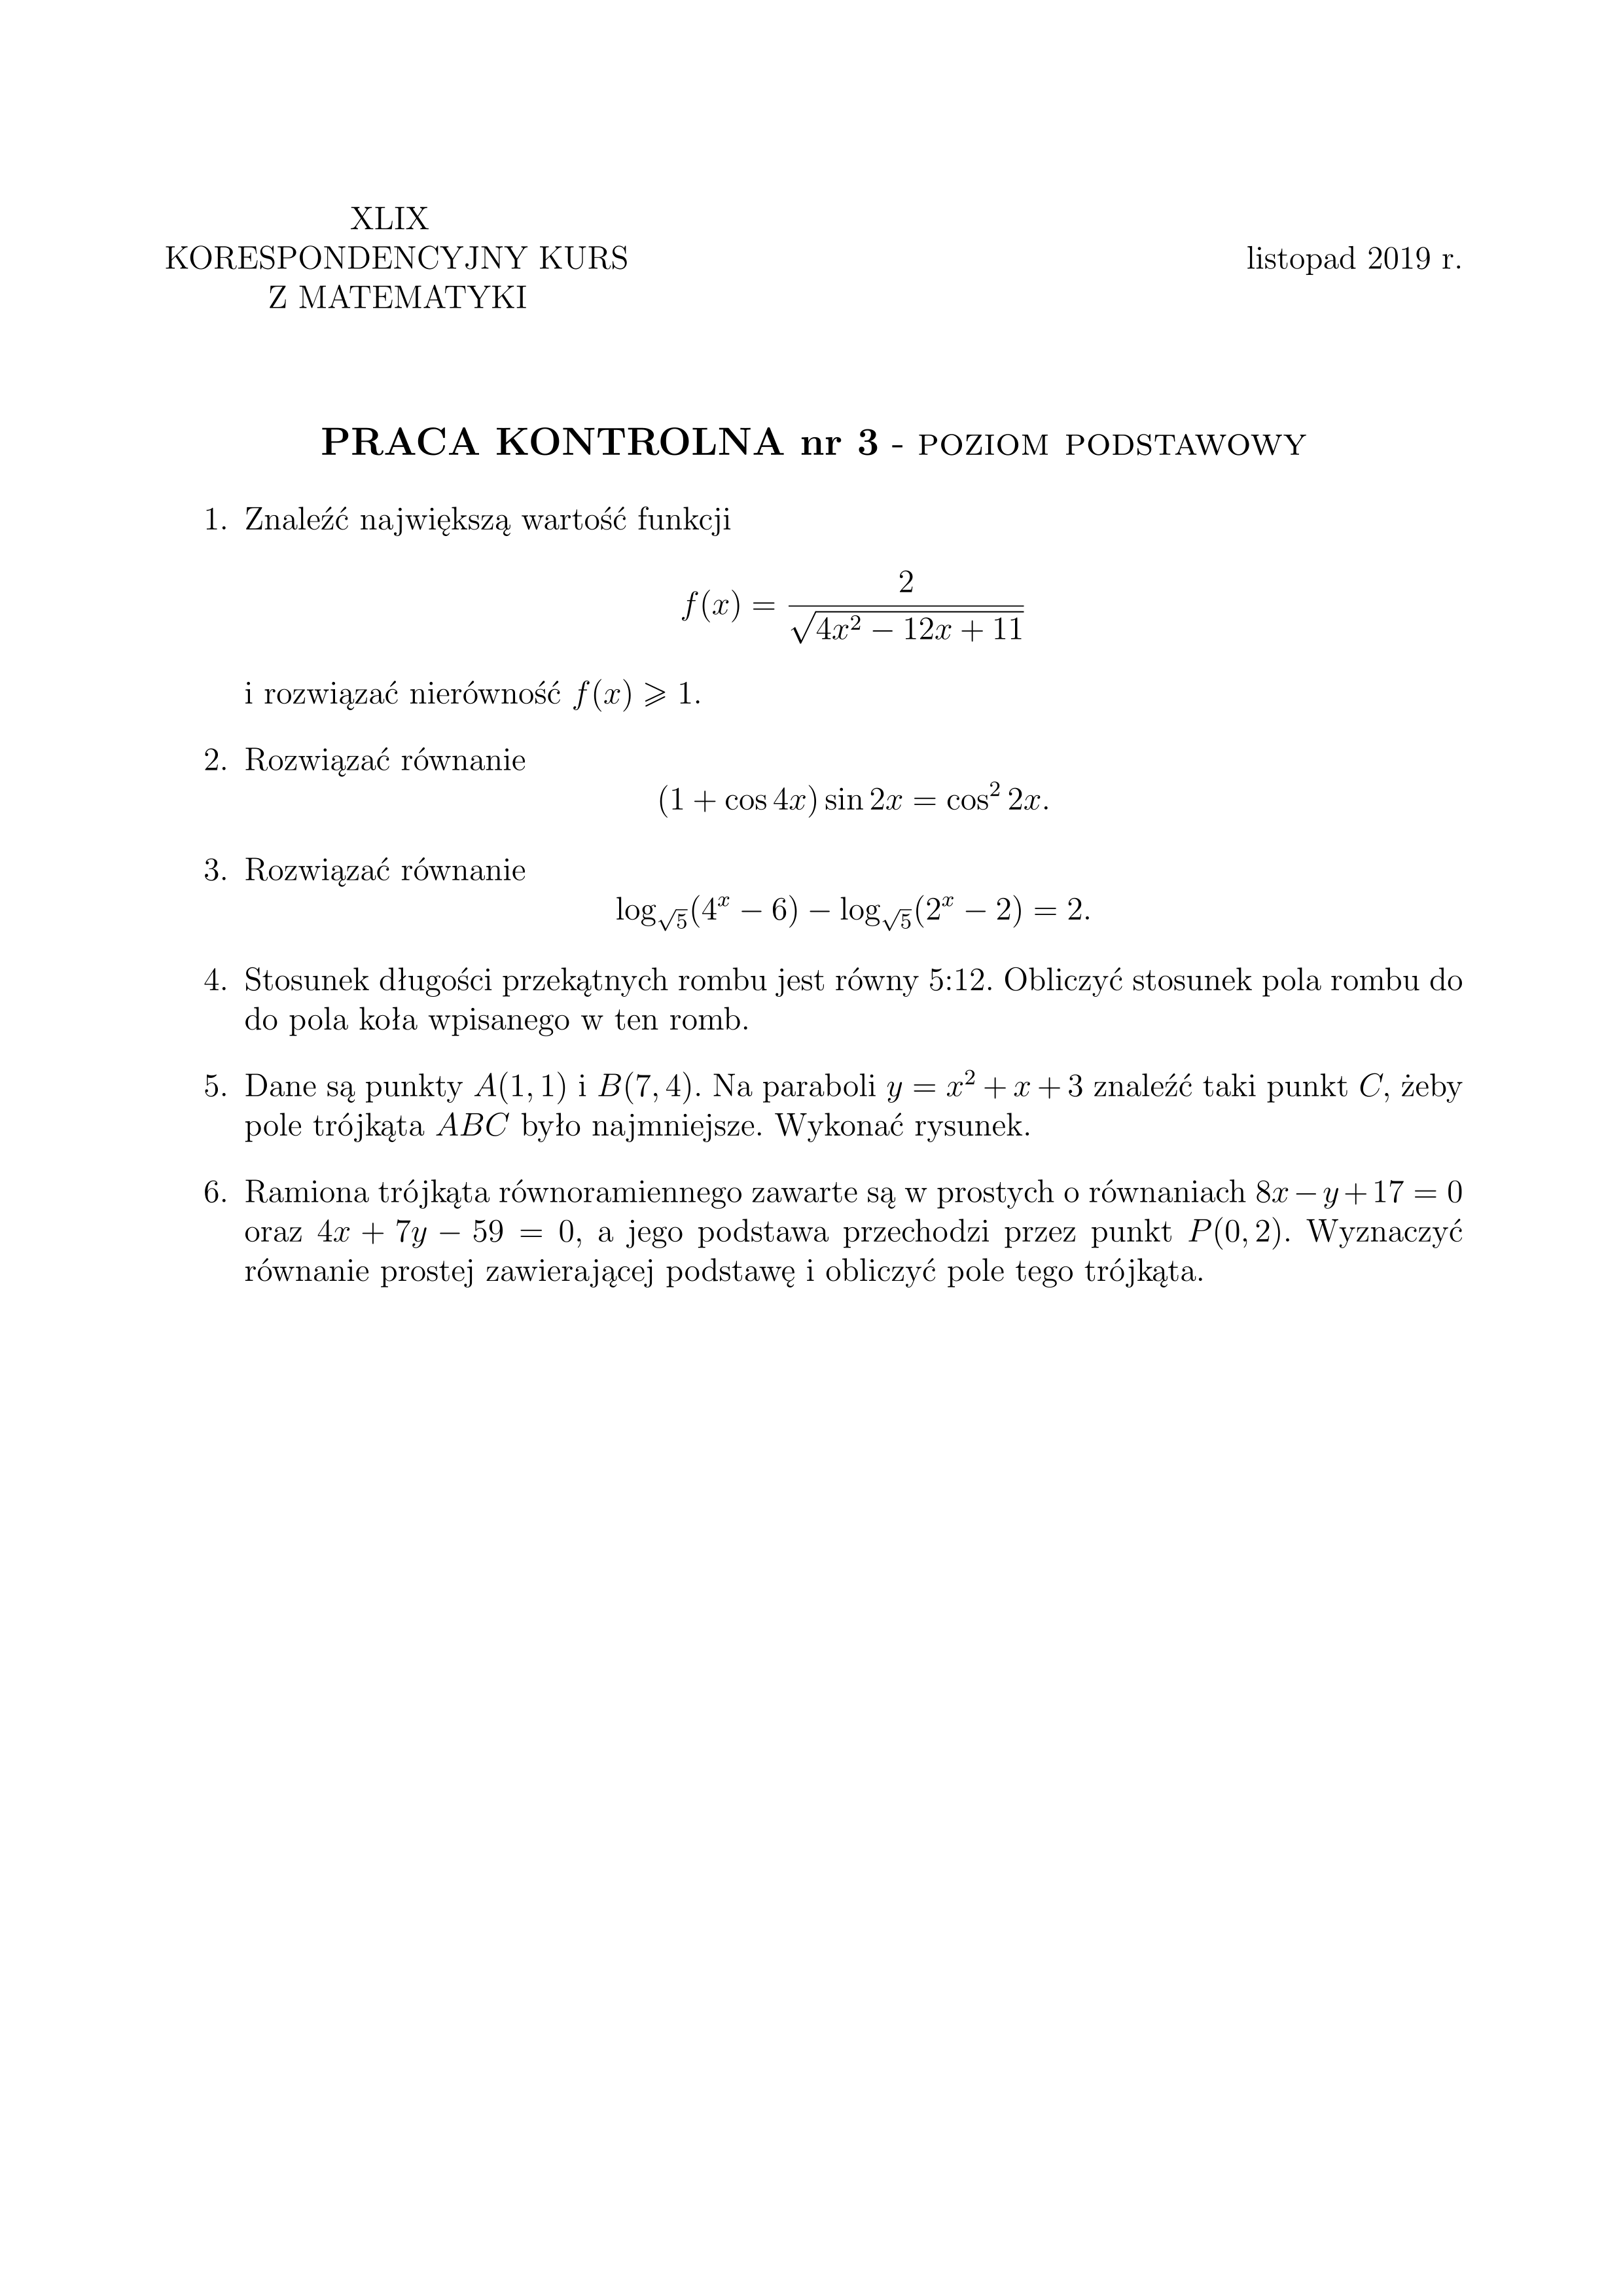 XLIX
KORESPONDENCYJNY KURS
Z MATEMATYKI
listopad 2019 r.
PRACA KONTROLNA nr 3 - POZIOM PODSTAWOWY
1. Znaleźć największą wartość funkcji
f(x) = \frac{2}{\sqrt{4x^2 − 12x + 11}}
i rozwiązać nierówność f(x) ⩾ 1.
2. Rozwiązać równanie
(1 + cos 4x) sin 2x = cos² 2x.
3. Rozwiązać równanie
log_{√5}(4^x − 6) − log_{√5}(2^x − 2) = 2.
4. Stosunek długości przekątnych rombu jest równy 5:12. Obliczyć stosunek pola rombu do
do pola koła wpisanego w ten romb.
5. Dane są punkty A(1, 1) i B(7, 4). Na paraboli y = x² + x + 3 znaleźć taki punkt C, żeby
pole trójkąta ABC było najmniejsze. Wykonać rysunek.
6. Ramiona trójkąta równoramiennego zawarte są w prostych o równaniach 8x − y + 17 = 0
oraz 4x + 7y − 59 = 0, a jego podstawa przechodzi przez punkt P(0, 2). Wyznaczyć
równanie prostej zawierającej podstawę i obliczyć pole tego trójkąta.